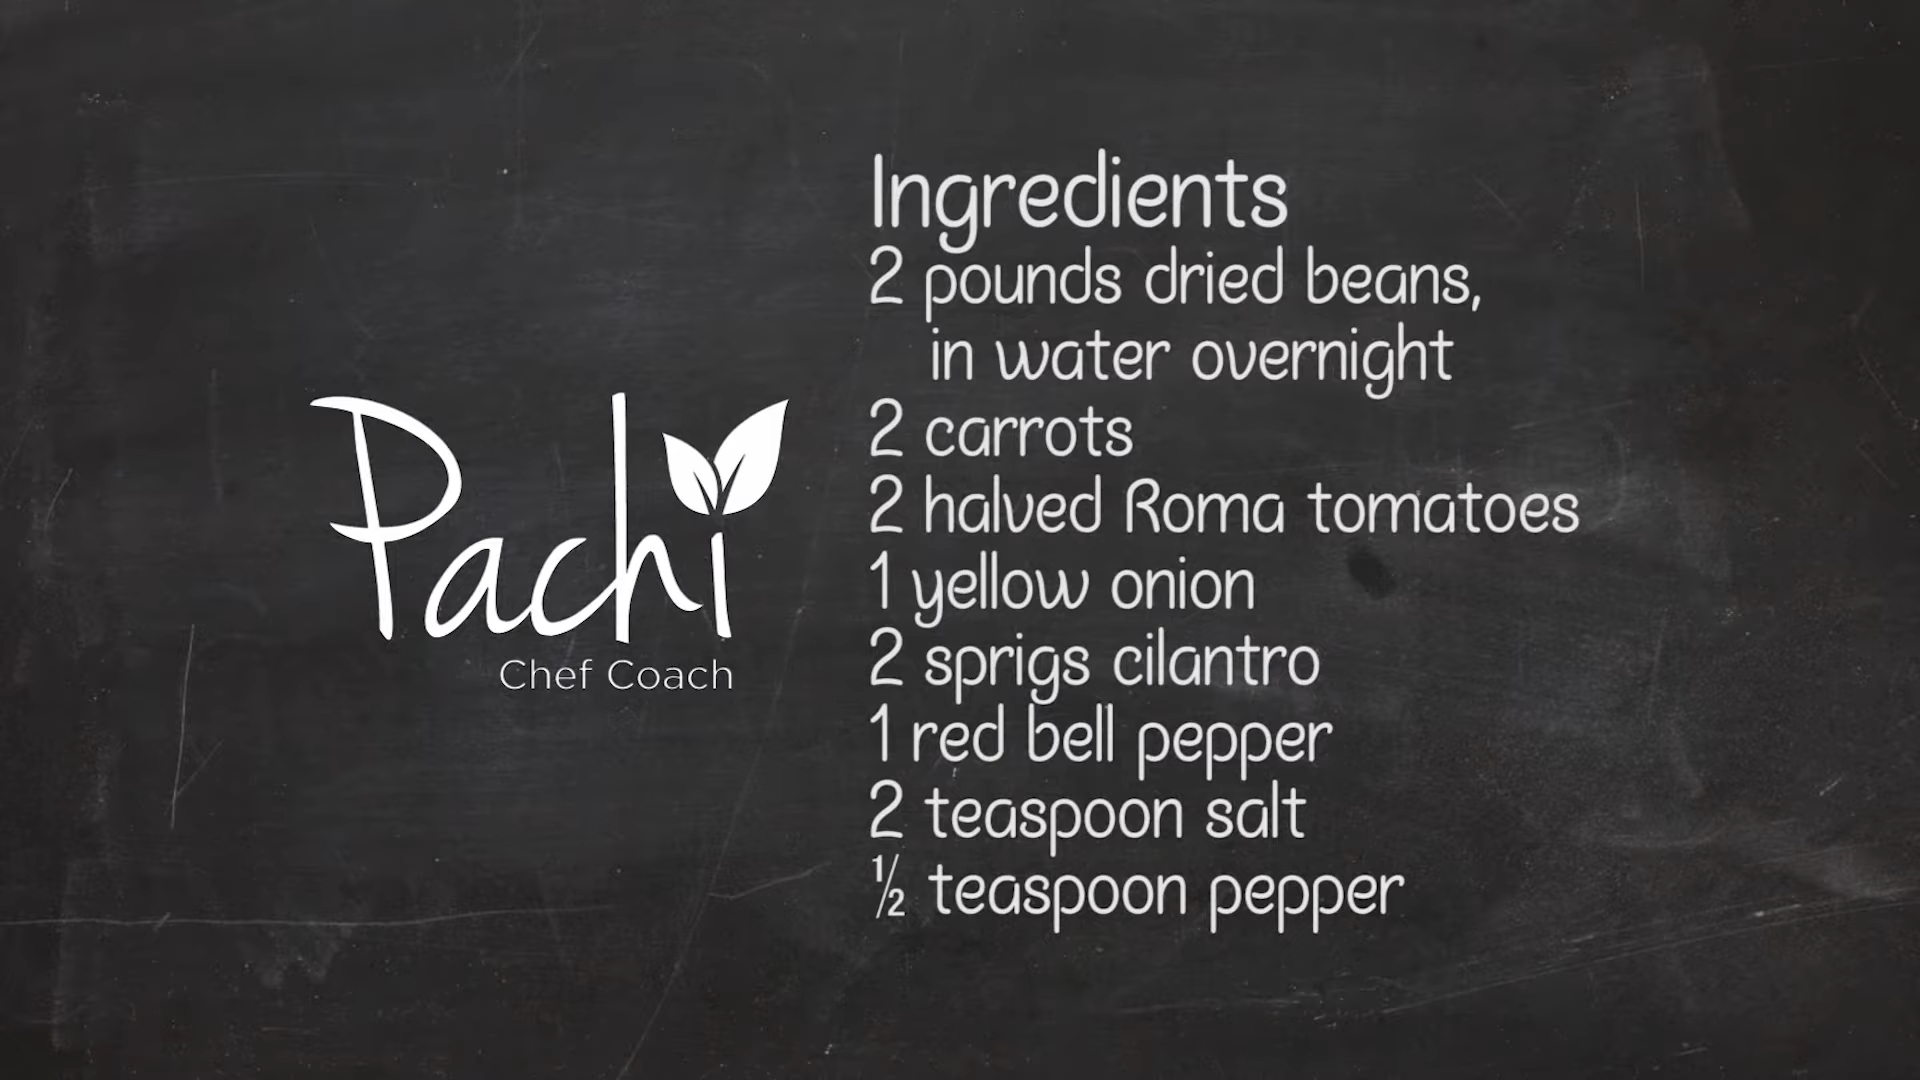 Pachi
Chef Coach
Ingredients
2 pounds dried beans,
in water overnight
2 carrots
2 halved Roma tomatoes
1 yellow onion
2 sprigs cilantro
1 red bell pepper
2 teaspoon salt
½ teaspoon pepper